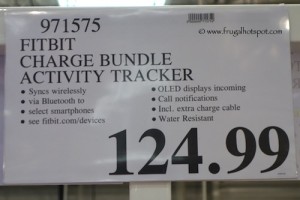 www.frugalhotspot.com
971575
FITBIT
CHARGE BUNDLE
ACTIVITY TRACKER
• Syncs wirelessly
• via Bluetooth to
• select smartphones
• see fitbit.com/devices
• OLED displays incoming
• Call notifications
• Incl. extra charge cable
• Water Resistant
124.99